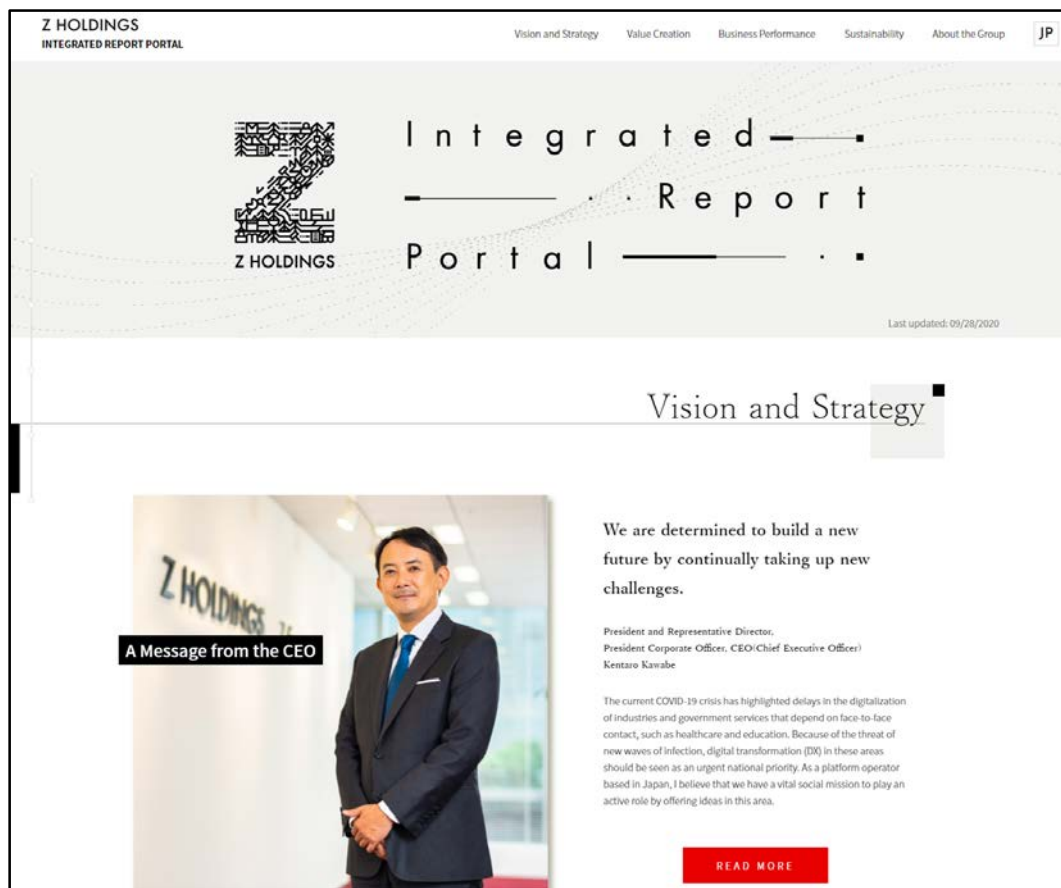 Z HOLDINGS
INTEGRATED REPORT PORTAL
Vision and Strategy
Value Creation
Business Performance
Sustainability
About the Group
JP
Integrated
Report
Portal
Z HOLDINGS
Last updated: 09/28/2020
Vision and Strategy
Z HOLDINGS
A Message from the CEO
We are determined to build a new
future by continually taking up new
challenges.
President and Representative Director,
President Corporate Officer, CEO(Chief Executive Officer)
Kentaro Kawabe
The current COVID-19 crisis has highlighted delays in the digitalization
of industries and government services that depend on face-to-face
contact, such as healthcare and education. Because of the threat of
new waves of infection, digital transformation (DX) in these areas
should be seen as an urgent national priority. As a platform operator
based in Japan, I believe that we have a vital social mission to play an
active role by offering ideas in this area.
READ MORE